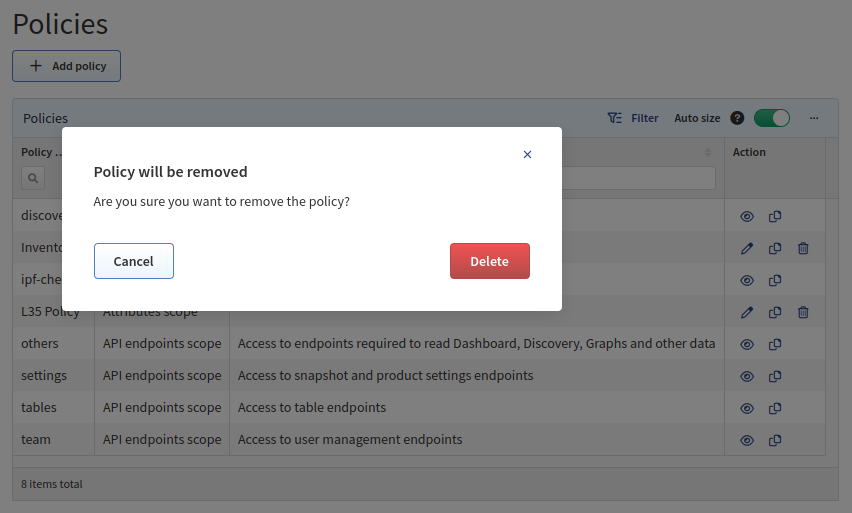 Policies
Add policy
Policies
Filter
Auto size
?
...
Policy ..
Action
Policy will be removed
Are you sure you want to remove the policy?
Cancel
Delete
discove
Invento
ipf-che
L35 Policy Attributes scope
others API endpoints scope Access to endpoints required to read Dashboard, Discovery, Graphs and other data
settings API endpoints scope Access to snapshot and product settings endpoints
tables API endpoints scope Access to table endpoints
team API endpoints scope Access to user management endpoints
8 items total